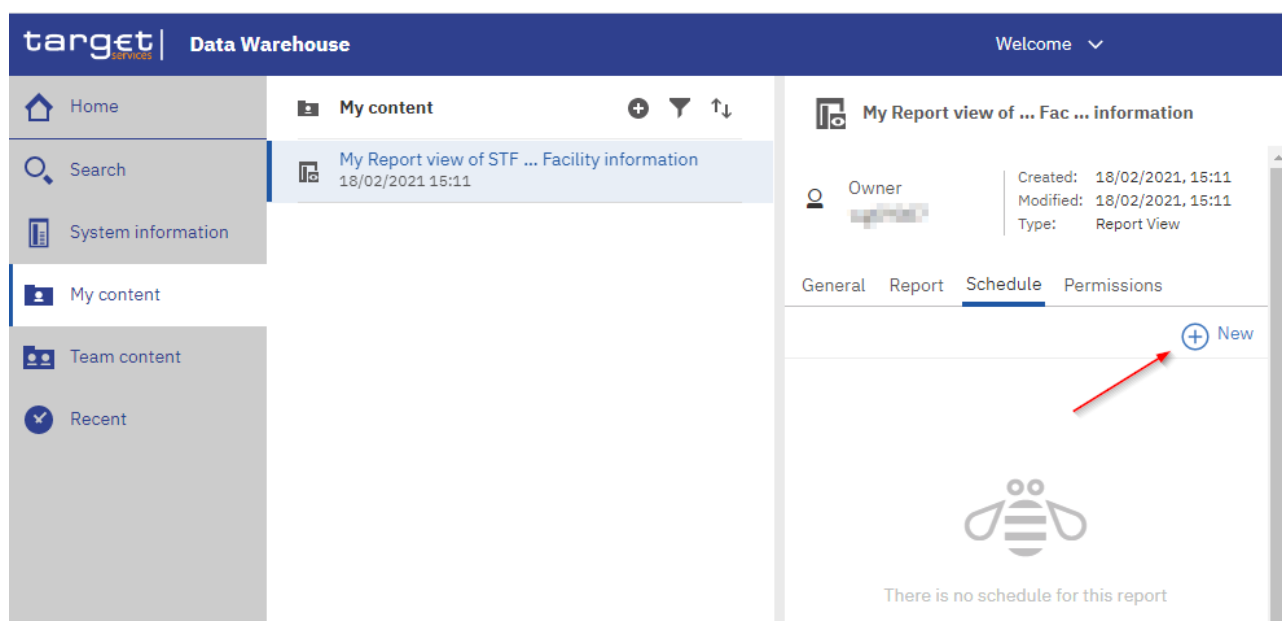 target services | Data Warehouse
Welcome
Home
Search
System information
My content
Team content
Recent
My content
My Report view of STF ... Facility information
18/02/2021 15:11
My Report view of ... Fac ... information
Owner
Created: 18/02/2021, 15:11
Modified: 18/02/2021, 15:11
Type: Report View
General Report Schedule Permissions
New
There is no schedule for this report